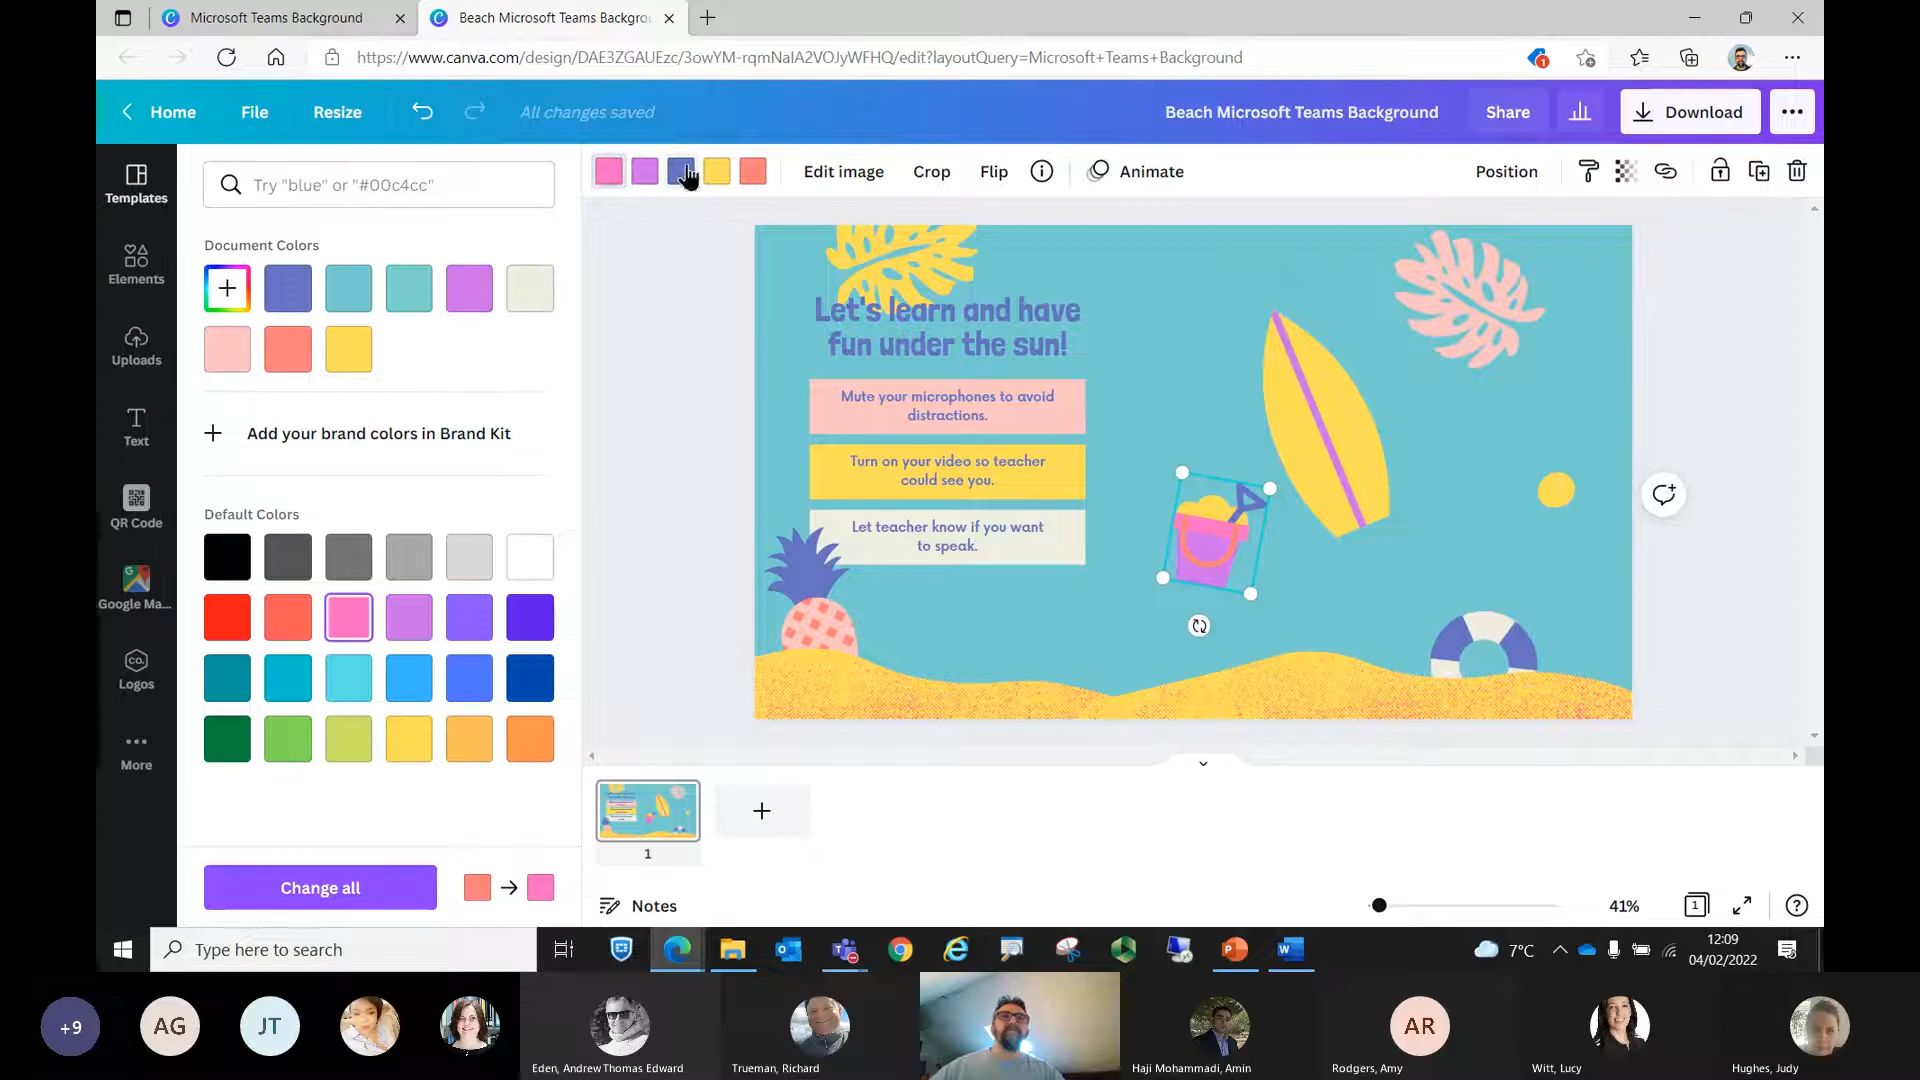 Microsoft Teams Background
Beach Microsoft Teams Backgrou
https://www.canva.com/design/DAE3ZGAUEzc/3owYM-rqmNaIA2VOJyWFHQ/edit?layoutQuery=Microsoft+Teams+Background
1
Home
File
Resize
All changes saved
Beach Microsoft Teams Background
Share
Download
Templates
Elements
Uploads
Text
QR Code
Google Ma...
CO.
Logos
More
Try "blue" or "#00c4cc"
Document Colors
Add your brand colors in Brand Kit
Default Colors
Change all
Edit image
Crop
Flip
Animate
Position
Let's learn and have
fun under the sun!
Mute your microphones to avoid
distractions.
Turn on your video so teacher
could see you.
Let teacher know if you want
to speak.
1
Notes
41%
1
Type here to search
7°C
12:09
04/02/2022
+9
AG
JT
Eden, Andrew Thomas Edward
Trueman, Richard
Haji Mohammadi, Amin
AR
Rodgers, Amy
Witt, Lucy
Hughes, Judy